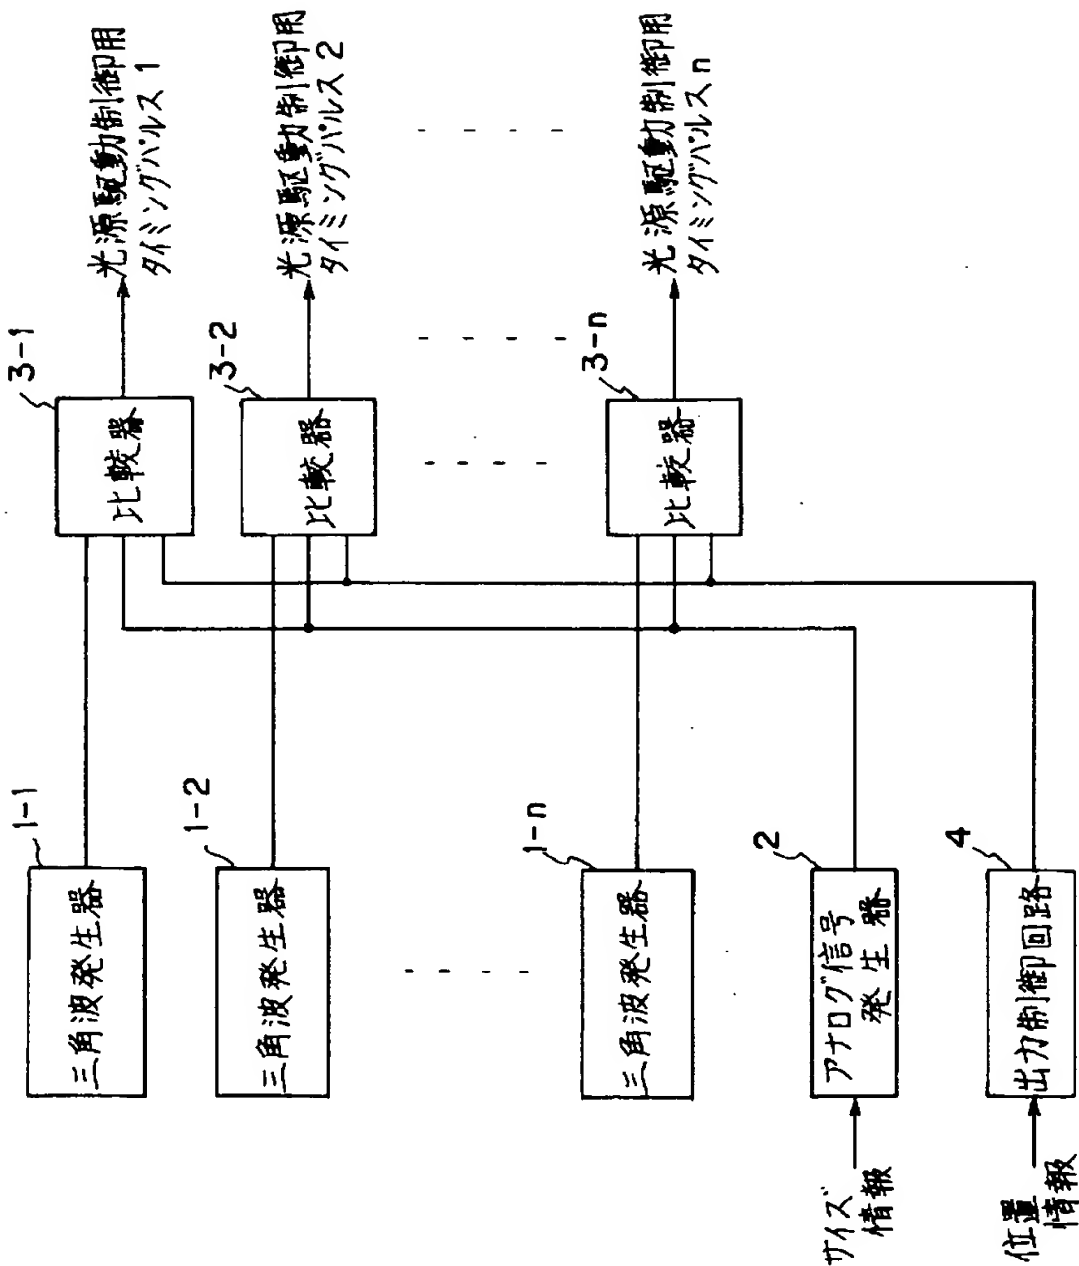 1-1
三角波発生器
3-1
比較器
光源駆動制御用
タイミングパルス1
1-2
三角波発生器
3-2
比較器
光源駆動制御用
タイミングパルス2
1-n
三角波発生器
3-n
比較器
光源駆動制御用
タイミングパルスn
サイズ
情報
2
アナログ信号
発生器
位置
情報
4
出力制御回路